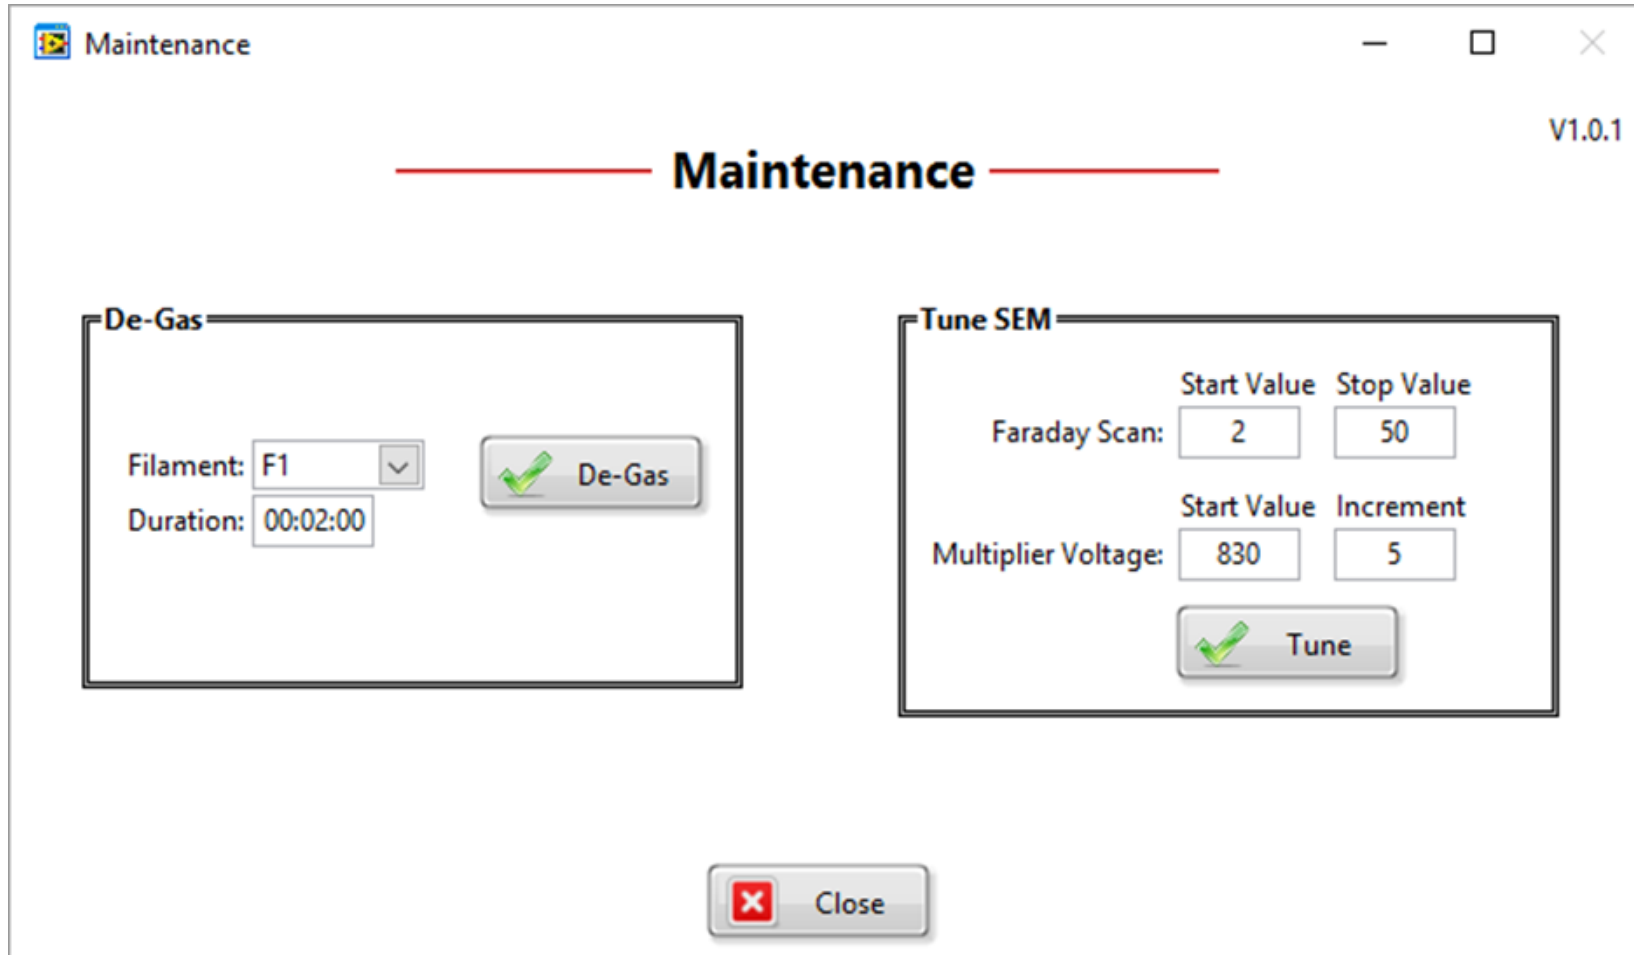 Maintenance
V1.0.1
Maintenance
De-Gas
Filament: F1
De-Gas
Duration: 00:02:00
Tune SEM
Start Value Stop Value
Faraday Scan: 2 50
Start Value Increment
Multiplier Voltage: 830 5
Tune
Close